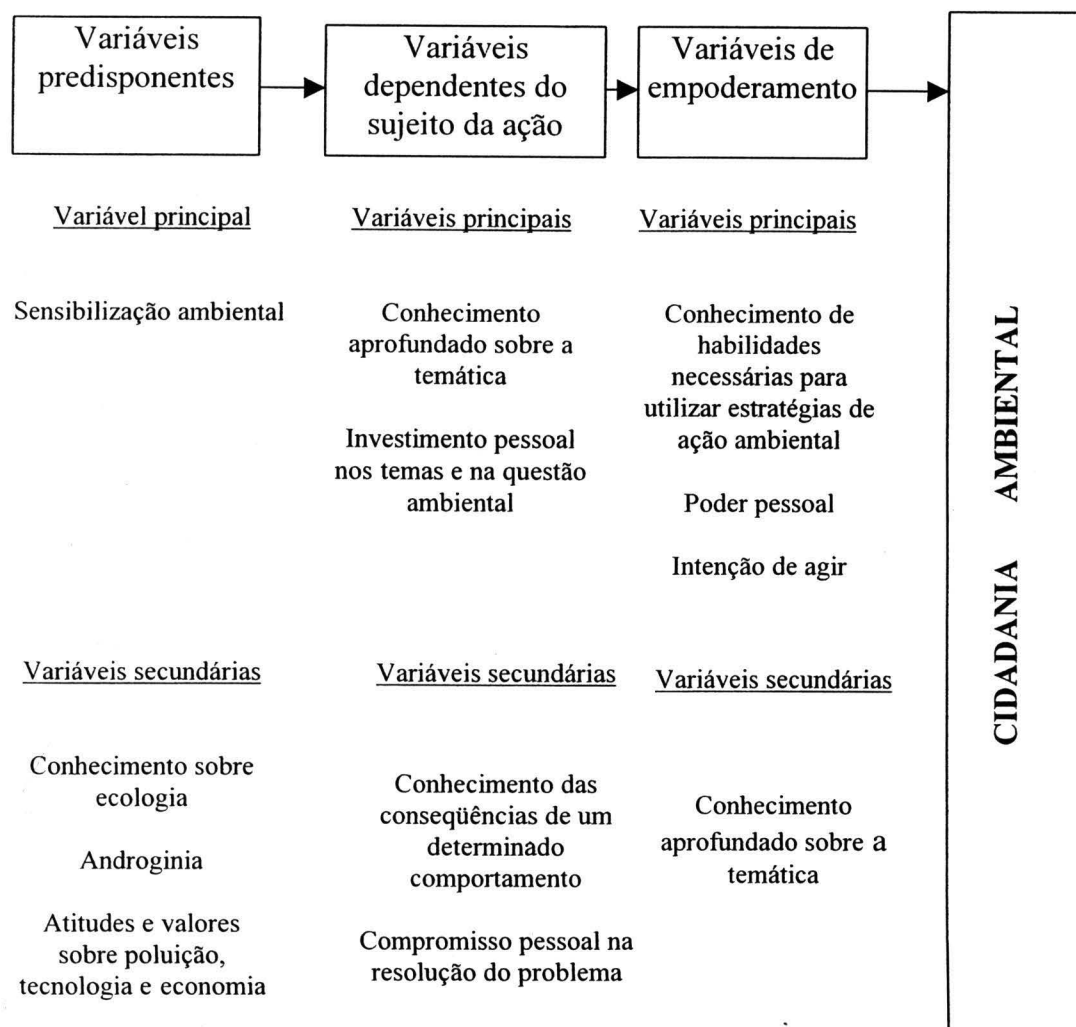 Variáveis
predisponentes
Variáveis
dependentes do
sujeito da ação
Variáveis de
empoderamento
Variável principal
Sensibilização ambiental
Variáveis secundárias
Conhecimento sobre
ecologia
Androginia
Atitudes e valores
sobre poluição,
tecnologia e economia
Variáveis principais
Conhecimento
aprofundado sobre a
temática
Investimento pessoal
nos temas e na questão
ambiental
Variáveis secundárias
Conhecimento das
conseqüências de um
determinado
comportamento
Compromisso pessoal na
resolução do problema
Variáveis principais
Conhecimento de
habilidades
necessárias para
utilizar estratégias de
ação ambiental
Poder pessoal
Intenção de agir
Variáveis secundárias
Conhecimento
aprofundado sobre a
temática
CIDADANIA AMBIENTAL